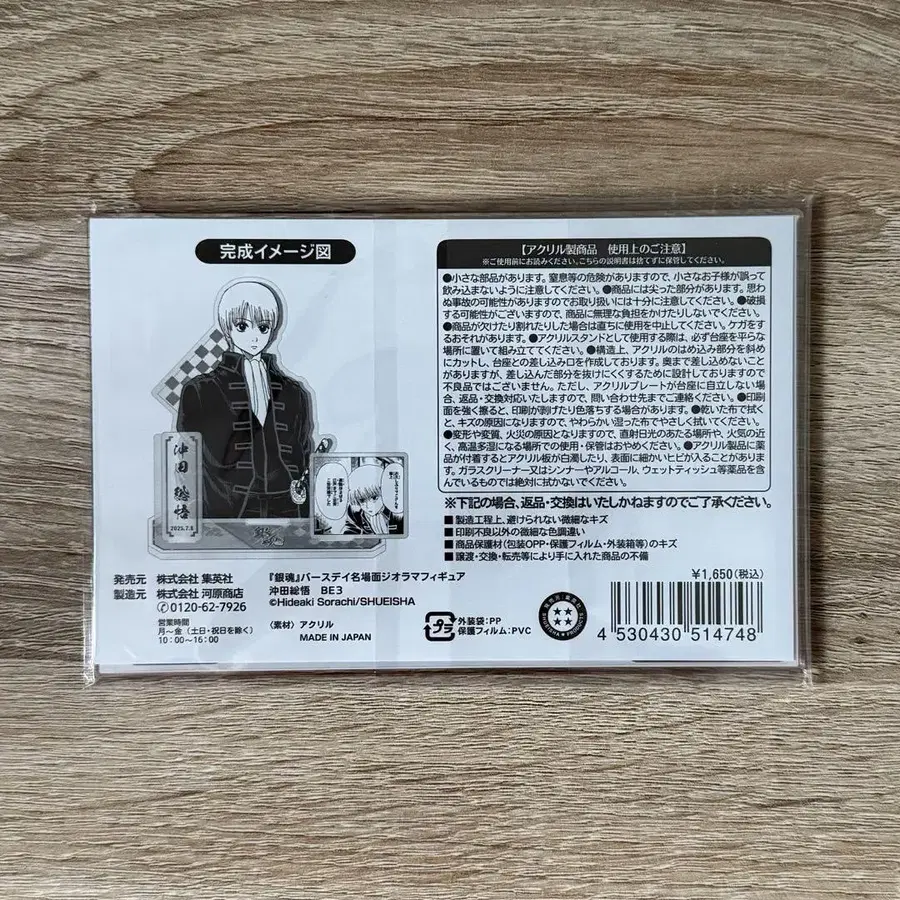 完成イメージ図
沖田
総悟
2025.7.8
発売元 株式会社 集英社
製造元 株式会社 河原商店
✆0120-62-7926
営業時間
月〜金（土日・祝日を除く）
10:00〜16:00
『銀魂』バースデイ名場面ジオラマフィギュア
沖田総悟 BE3
©Hideaki Sorachi/SHUEISHA
〈素材〉アクリル
MADE IN JAPAN
【アクリル製商品 使用上のご注意】
※ご使用前にお読みください。こちらの説明書は捨てずに保管してください。
●小さな部品があります。窒息等の危険がありますので、小さなお子様が誤って
飲み込まないように注意してください。●商品には尖った部分があります。思わ
ぬ事故の可能性がありますのでお取り扱いには十分に注意してください。●破損
する可能性がございますので、商品に無理な負担をかけたりしないでください。
●商品が欠けたり割れたりした場合は直ちに使用を中止してください。ケガをす
るおそれがあります。●アクリルスタンドとして使用する際は、必ず台座を平らな
場所に置いて組み立ててください。●構造上、アクリルのはめ込み部分を斜め
にカットし、台座との差し込み口を作成しております。奥まで差し込めないこと
がありますが、差し込んだ部分を抜けにくくするために設計しておりますので
不良品ではございません。ただし、アクリルプレートが台座に自立しない場
合、返品・交換対応いたしますので、問い合わせ先までご連絡ください。●印刷
面を強く擦ると、印刷が剥げたり色落ちする場合があります。●乾いた布で拭く
と、キズの原因になりますので、やわらかい湿った布でやさしく拭いてください。
●変形や変質、火災の原因となりますので、直射日光のあたる場所や、火気の近
く、高温多湿になる場所での使用・保管はおやめください。●アクリル製品に薬
品が付着するとアクリル板が白濁したり、表面に細かいヒビが入ることがあります。
ガラスクリーナー又はシンナーやアルコール、ウェットティッシュ等薬品を含
んでいるものでは絶対に拭かないでください。
※下記の場合、返品・交換はいたしかねますのでご了承ください。
■製造工程上、避けられない微細なキズ
■印刷不良以外の微細な色調違い
■商品保護材（包装OPP・保護フィルム・外装箱等）のキズ
■譲渡・交換・転売等により手に入れた商品の不備
¥1,650（税込）
プラ
外装袋：PP
保護フィルム：PVC
4 530430 514748